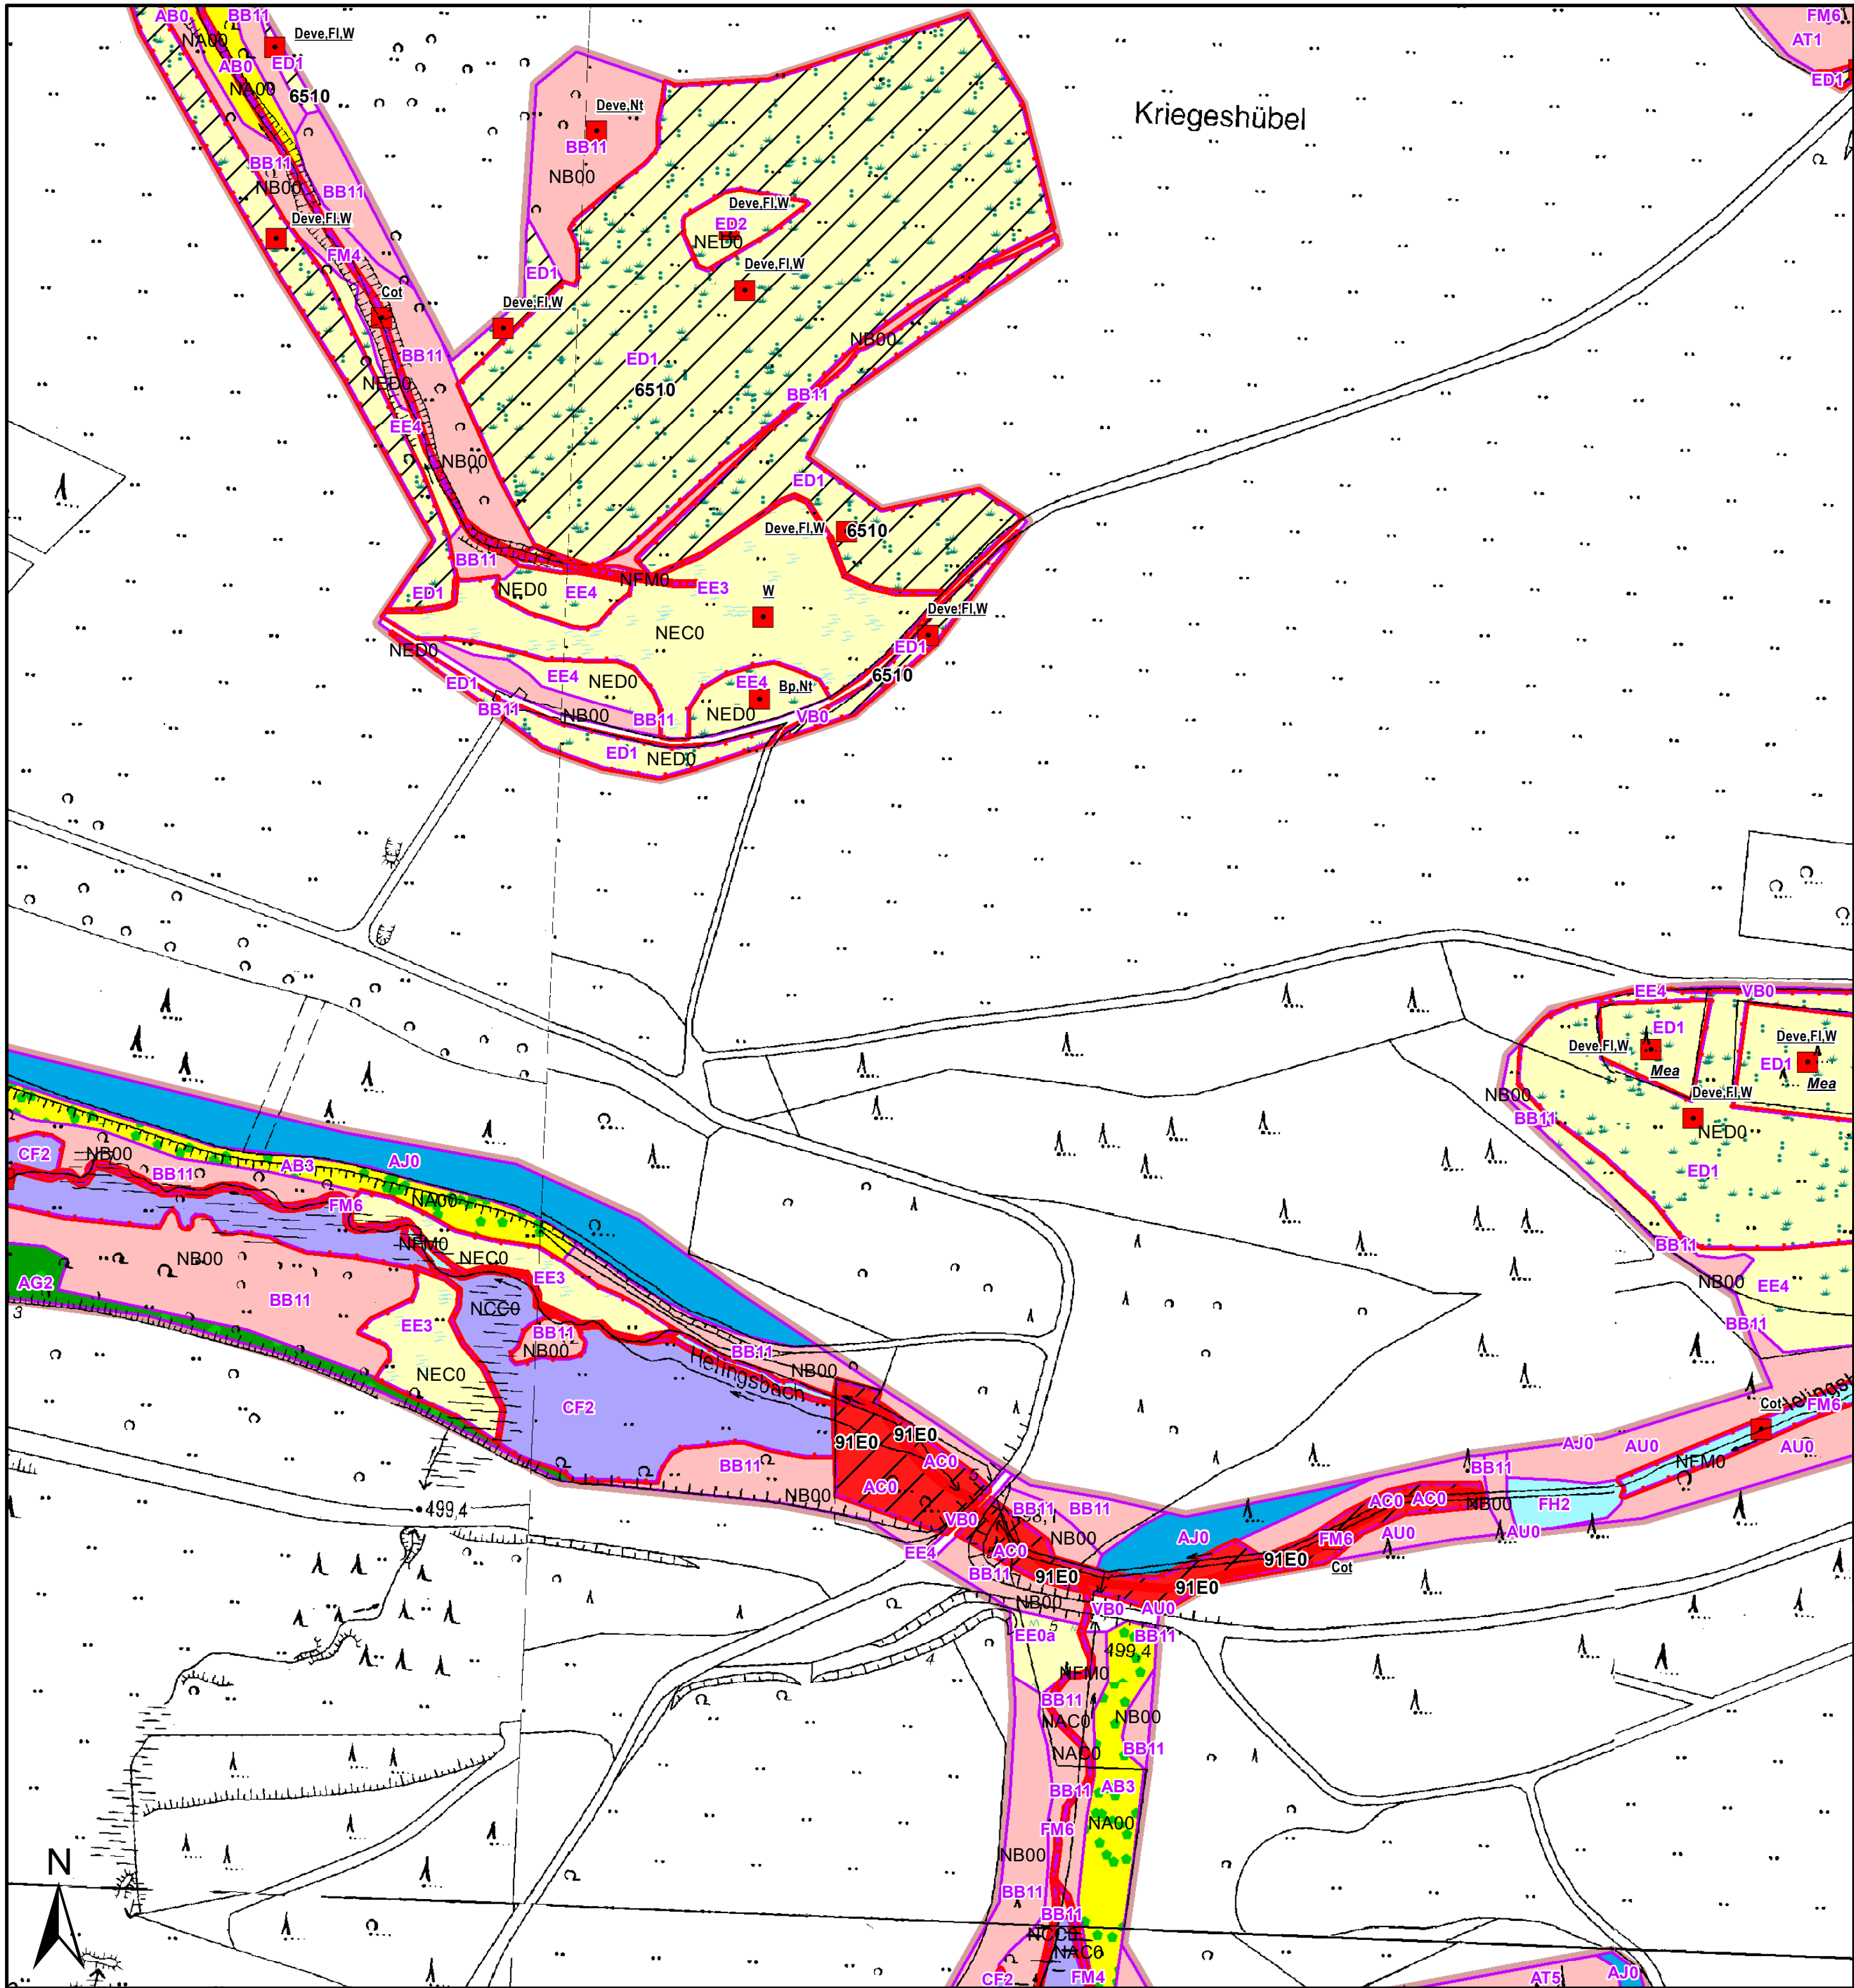 AB0
BB11
FM6
NA00
Deve,Fl,W
AT1
AB0
ED1
ED1
NA00
6510
Deve,Nt
Kriegeshübel
BB11
BB11
NB00
NB00
BB11
Deve,Fl,W
Deve,Fl,W
ED2
NED0
FM4
Deve,Fl,W
ED1
Cot
Deve,Fl,W
NB00
BB11
ED1
NED0
6510
BB11
EE4
NB00
ED1
Deve,Fl,W
6510
BB11
NFM0
EE3
ED1
NED0
EE4
W
Deve,Fl,W
NEC0
NED0
ED1
EE4
NED0
6510
ED1
EE4
Bp,Nt
BB11
NB00
BB11
NED0
VB0
ED1
NED0
EE4
VB0
ED1
Deve,Fl,W
Deve,Fl,W
ED1
Mea
Mea
NB00
Deve,Fl,W
BB11
NED0
CF2
NB00
AB3
AJ0
BB11
ED1
FM6
NA00
NFM0
BB11
NB00
NEC0
AG2
EE3
NB00
EE4
3
BB11
NCC0
EE3
BB11
BB11
NB00
BB11
Helingsbach
NB00
NEC0
CF2
Cot
FM6
91E0
91E0
AC0
AJ0
AU0
AU0
BB11
BB11
NFM0
AC0
5
NB00
AC0
AC0
NB00
FH2
499,4
BB11
BB11
VB0
AJ0
FM6
AU0
AU0
NB00
EE4
AC0
91E0
Cot
BB11
91E0
91E0
NB00
VB0
AU0
5
EE0a
BB11
4
499,4
NFM0
BB11
NAC0
NB00
NAC0
BB11
BB11
AB3
NA00
FM6
NB00
N
BB11
BB11
NCC0
NAC0
CF2
FM4
AT5
AJ0